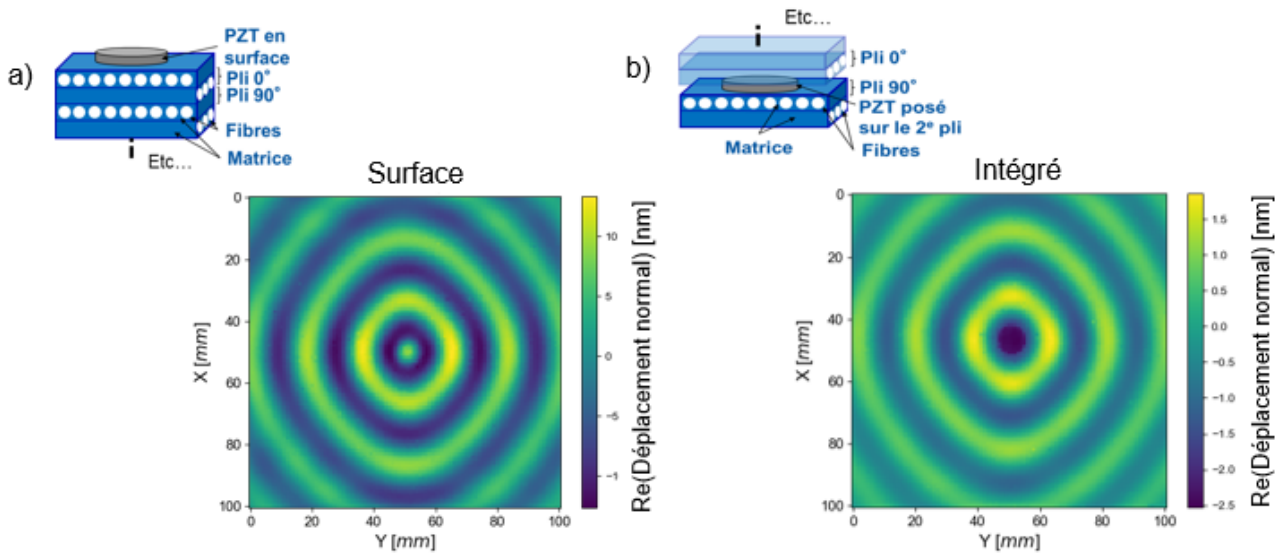 a)
PZT en
surface
Pli 0°
Pli 90°
Fibres
Matrice
i
Etc...
Surface
0
20
40
60
80
100
X [mm]
0 20 40 60 80 100
Y [mm]
10
5
0
−5
−1
Re(Déplacement normal) [nm]
b)
Etc...
i
Pli 0°
Pli 90°
PZT posé
sur le 2e pli
Matrice
Fibres
Intégré
0
20
40
60
80
100
X [mm]
0 20 40 60 80 100
Y [mm]
1.5
1.0
0.5
0.0
−0.5
−1.0
−1.5
−2.0
−2.5
Re(Déplacement normal) [nm]